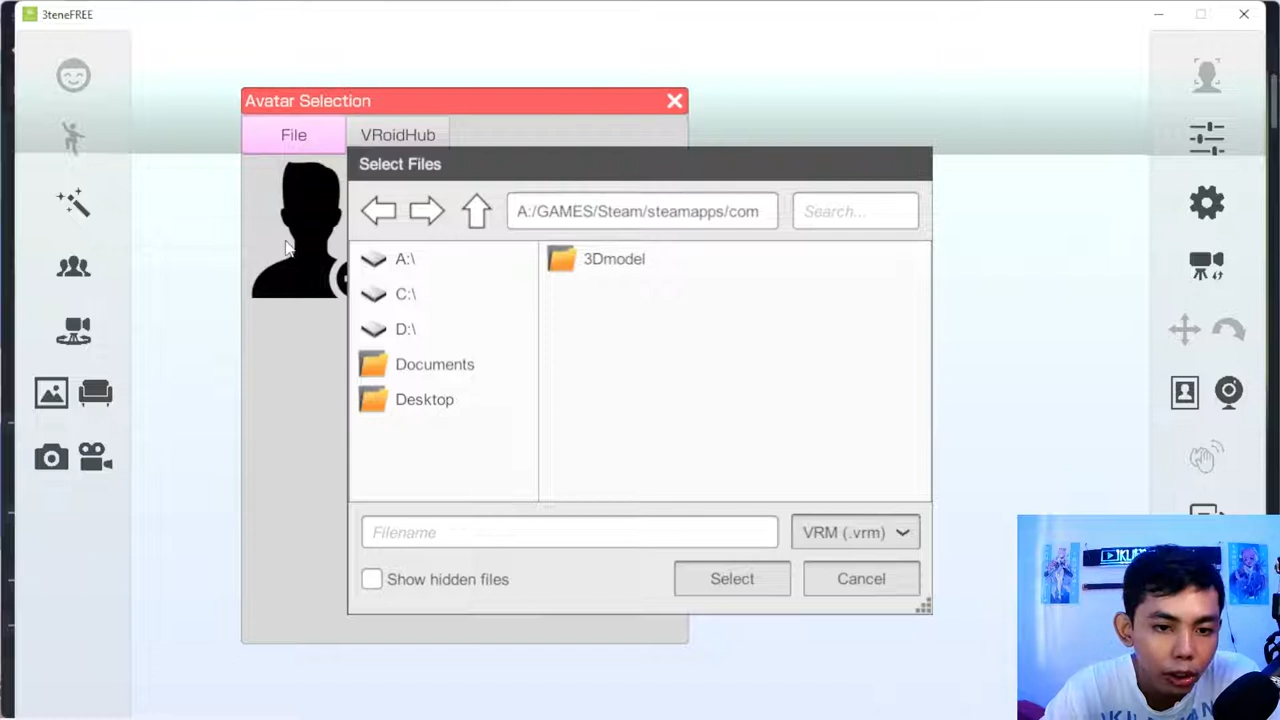 3teneFREE
Avatar Selection
File
VRoidHub
Select Files
A:/GAMES/Steam/steamapps/com
Search...
A:\
C:\
D:\
Documents
Desktop
3Dmodel
Filename
VRM (.vrm)
Show hidden files
Select
Cancel